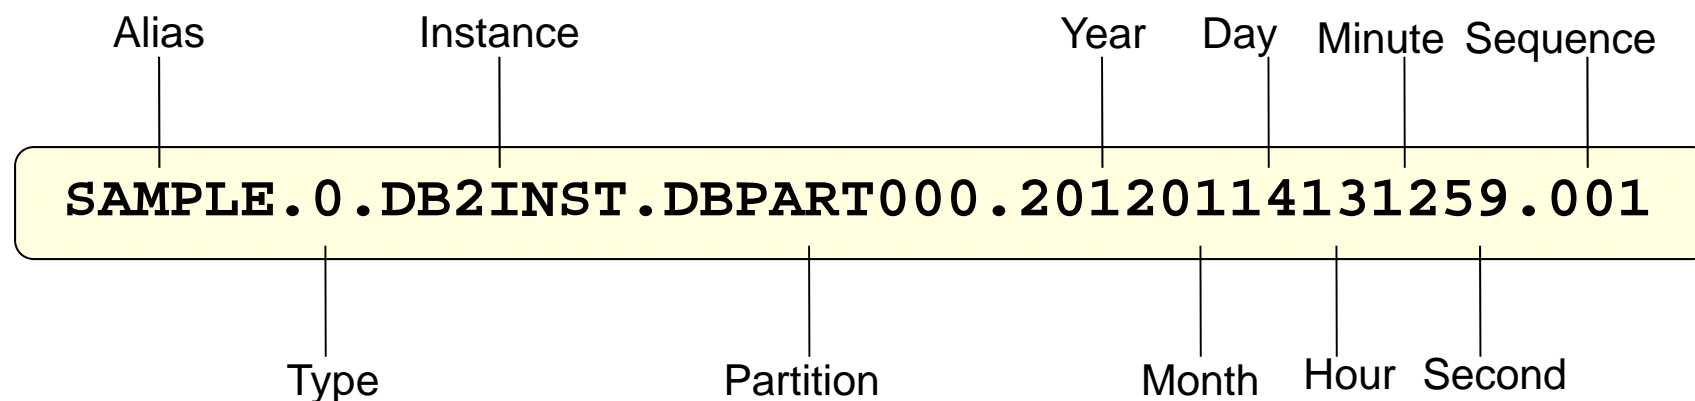 Alias Instance Year Day Minute Sequence
SAMPLE.0.DB2INST.DBPART000.20120114131259.001
Type Partition Month Hour Second